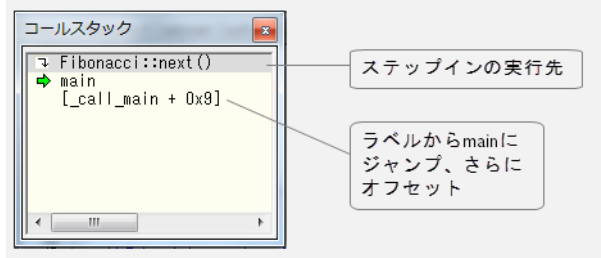 コールスタック
Fibonacci::next()
main
[_call_main + 0x9]
ステップインの実行先
ラベルからmainに
ジャンプ、さらに
オフセット